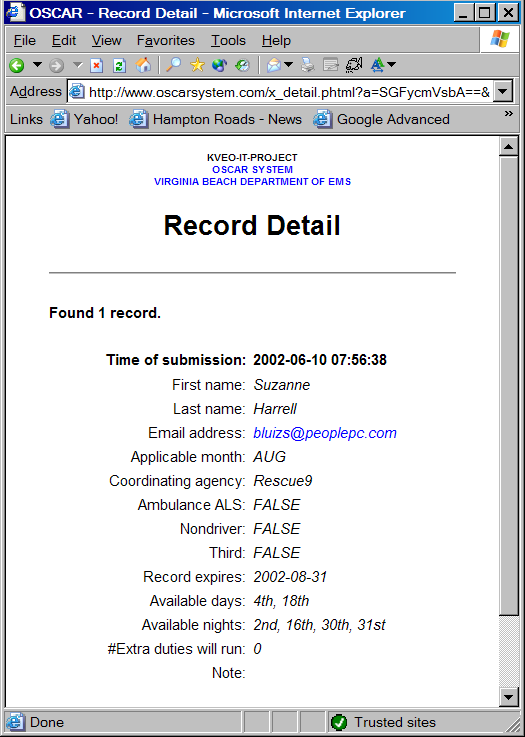 OSCAR - Record Detail - Microsoft Internet Explorer
File Edit View Favorites Tools Help
Address http://www.oscarsystem.com/x_detail.phtml?a=SGFycmVsbA==&
Links Yahoo! Hampton Roads - News Google Advanced »
KVEO-IT-PROJECT
OSCAR SYSTEM
VIRGINIA BEACH DEPARTMENT OF EMS
Record Detail
Found 1 record.
Time of submission: 2002-06-10 07:56:38
First name: Suzanne
Last name: Harrell
Email address: bluizs@peoplepc.com
Applicable month: AUG
Coordinating agency: Rescue9
Ambulance ALS: FALSE
Nondriver: FALSE
Third: FALSE
Record expires: 2002-08-31
Available days: 4th, 18th
Available nights: 2nd, 16th, 30th, 31st
#Extra duties will run: 0
Note:
Done Trusted sites